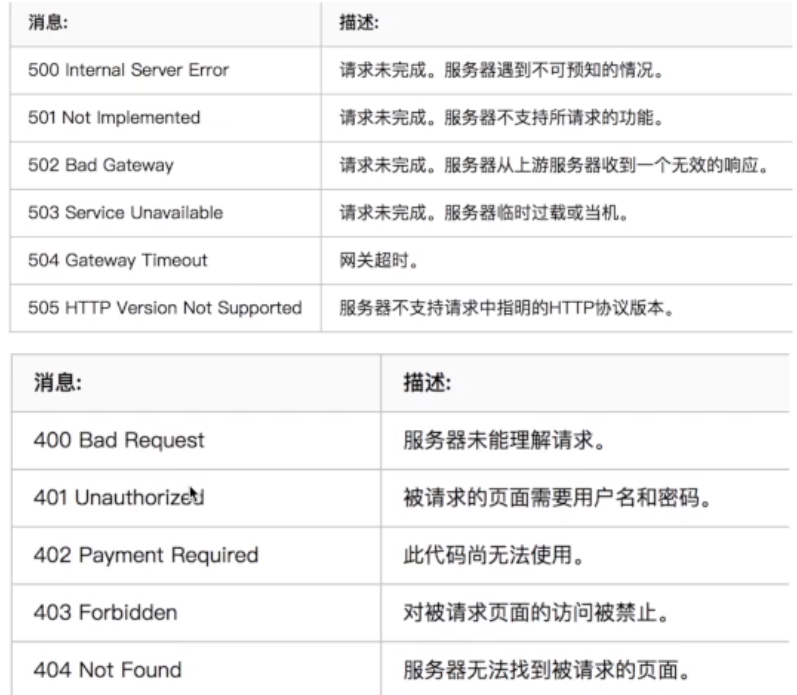 消息: 描述:
500 Internal Server Error 请求未完成。服务器遇到不可预知的情况。
501 Not Implemented 请求未完成。服务器不支持所请求的功能。
502 Bad Gateway 请求未完成。服务器从上游服务器收到一个无效的响应。
503 Service Unavailable 请求未完成。服务器临时过载或当机。
504 Gateway Timeout 网关超时。
505 HTTP Version Not Supported 服务器不支持请求中指明的HTTP协议版本。
消息: 描述:
400 Bad Request 服务器未能理解请求。
401 Unauthorized 被请求的页面需要用户名和密码。
402 Payment Required 此代码尚无法使用。
403 Forbidden 对被请求页面的访问被禁止。
404 Not Found 服务器无法找到被请求的页面。